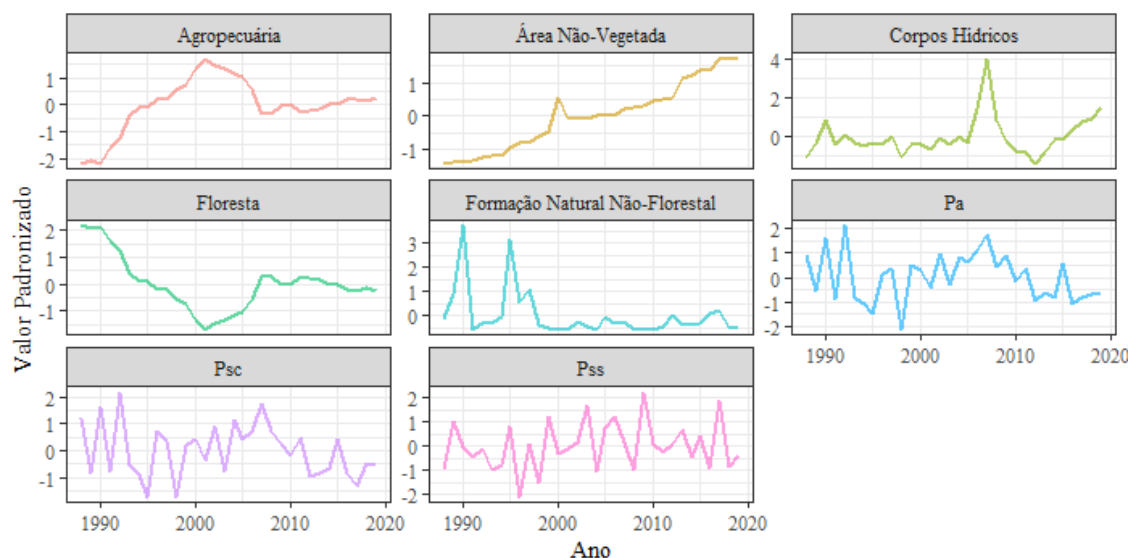 Agropecuária
Área Não-Vegetada
Corpos Hídricos
1
0
-1
-2
1
0
-1
4
2
0
Floresta
Formação Natural Não-Florestal
Pa
2
1
0
-1
3
2
1
0
2
1
0
-1
-2
1990 2000 2010 2020
Psc
Pss
2
1
0
-1
2
1
0
-1
-2
1990 2000 2010 2020
1990 2000 2010 2020
Valor Padronizado
Ano